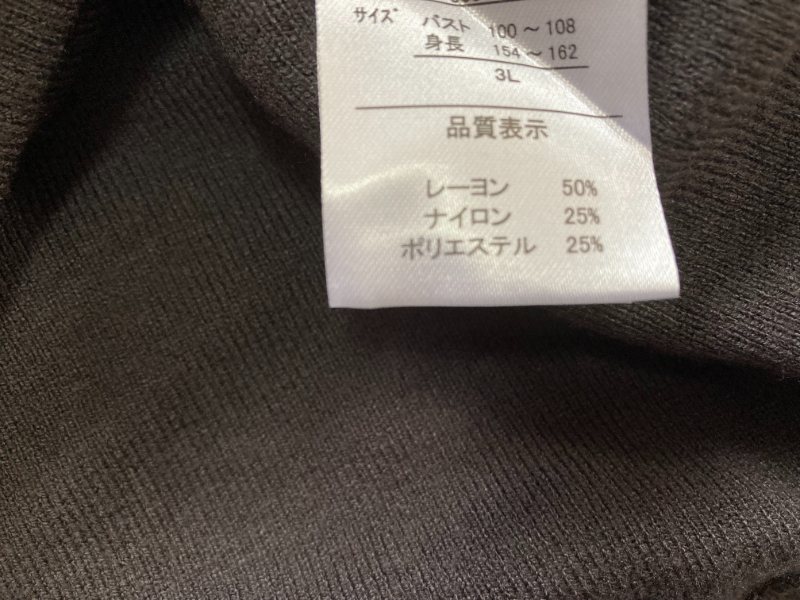 サイズ バスト 100～108
身長 154～162
3L
品質表示
レーヨン 50%
ナイロン 25%
ポリエステル 25%